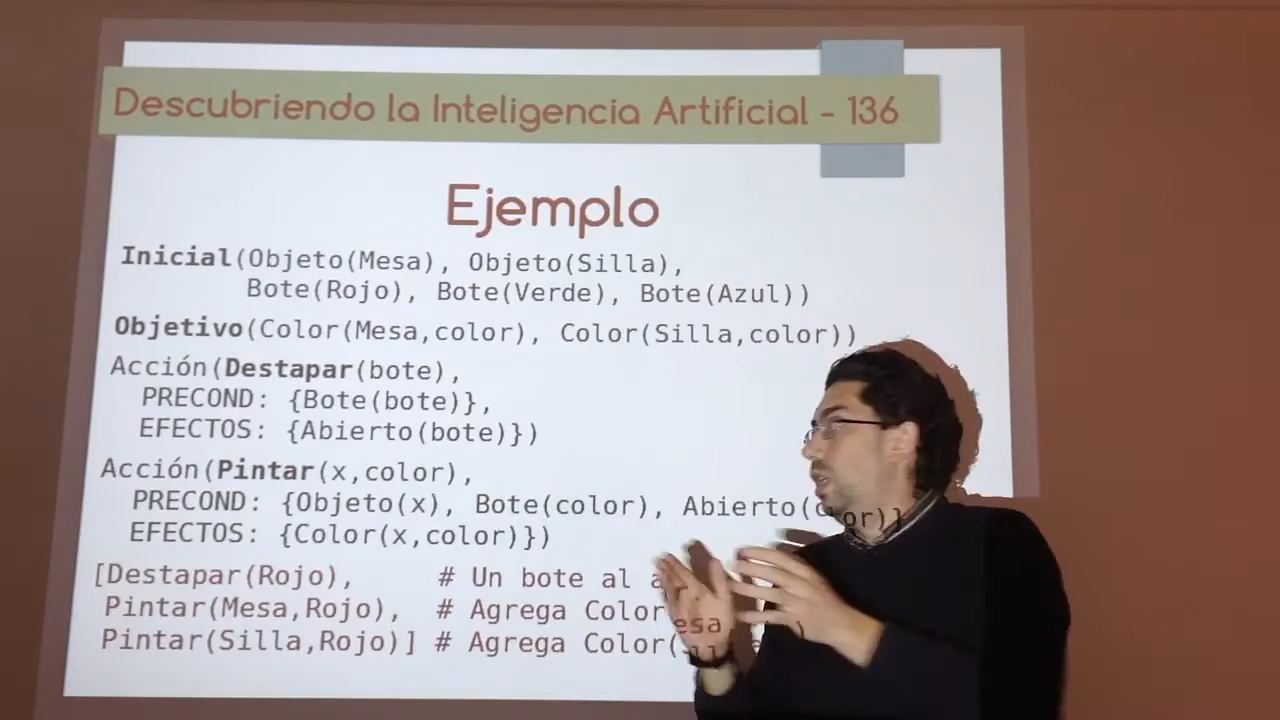 Descubriendo la Inteligencia Artificial - 136
Ejemplo
Inicial(Objeto(Mesa), Objeto(Silla),
Bote(Rojo), Bote(Verde), Bote(Azul))
Objetivo(Color(Mesa,color), Color(Silla,color))
Acción(Destapar(bote),
PRECOND: {Bote(bote)},
EFECTOS: {Abierto(bote)})
Acción(Pintar(x,color),
PRECOND: {Objeto(x), Bote(color), Abierto(color)}
EFECTOS: {Color(x,color)})
[Destapar(Rojo), # Un bote al
Pintar(Mesa,Rojo), # Agrega Color
Pintar(Silla,Rojo)] # Agrega Color(